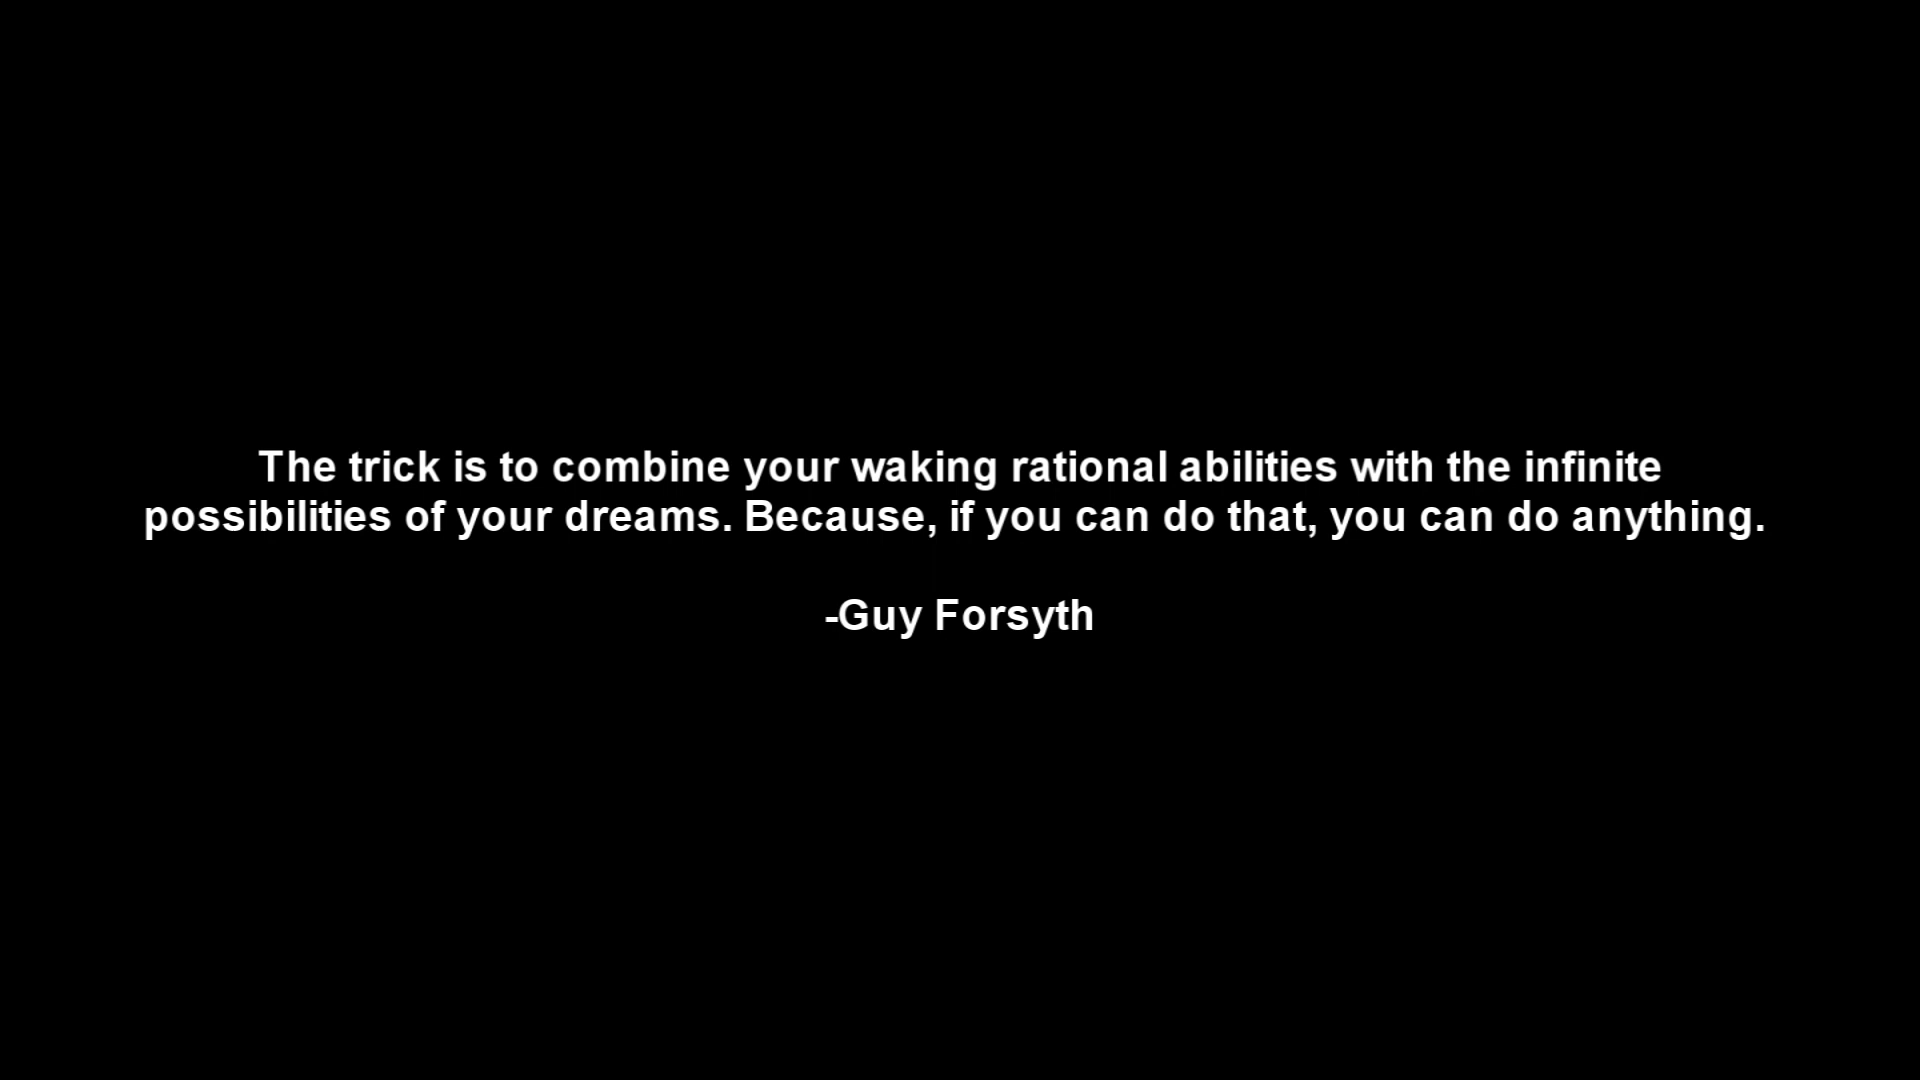 The trick is to combine your waking rational abilities with the infinite
possibilities of your dreams. Because, if you can do that, you can do anything.
-Guy Forsyth